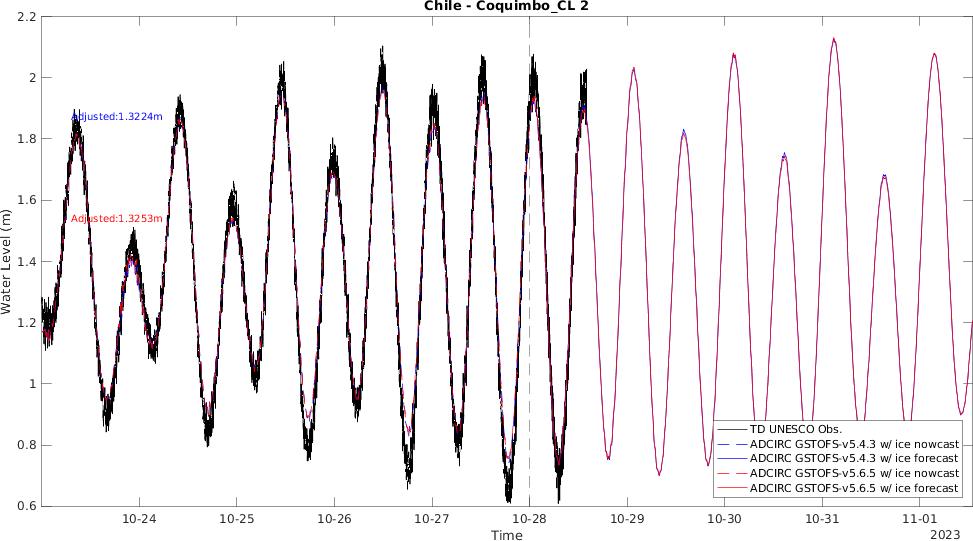 Chile - Coquimbo_CL 2
2.2
2
1.8
1.6
1.4
1.2
1
0.8
0.6
Water Level (m)
Adjusted:1.3224m
Adjusted:1.3253m
TD UNESCO Obs.
ADCIRC GSTOFS-v5.4.3 w/ ice nowcast
ADCIRC GSTOFS-v5.4.3 w/ ice forecast
ADCIRC GSTOFS-v5.6.5 w/ ice nowcast
ADCIRC GSTOFS-v5.6.5 w/ ice forecast
10-24 10-25 10-26 10-27 10-28 10-29 10-30 10-31 11-01
Time
2023